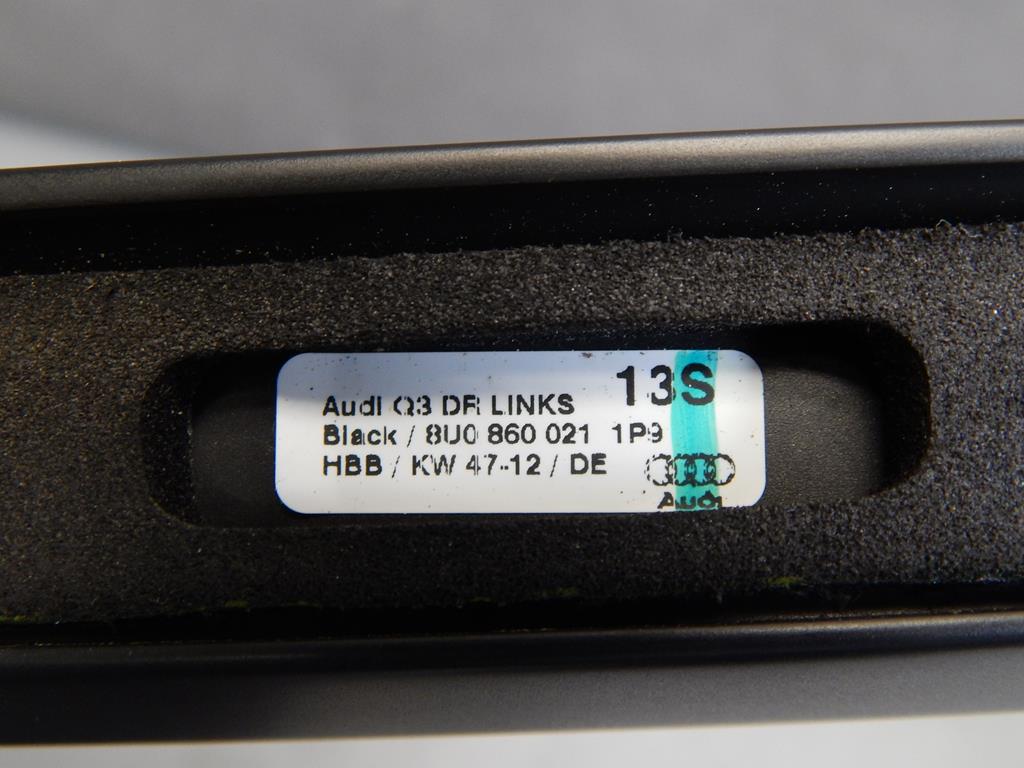 13S
Audi Q3 DR LINKS
Black / 8U0 860 021 1P9
HBB / KW 47-12 / DE
Audi